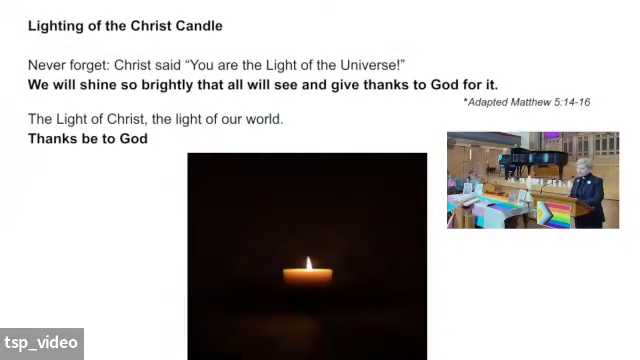 Lighting of the Christ Candle
Never forget: Christ said “You are the Light of the Universe!”
We will shine so brightly that all will see and give thanks to God for it.
*Adapted Matthew 5:14-16
The Light of Christ, the light of our world.
Thanks be to God
tsp_video